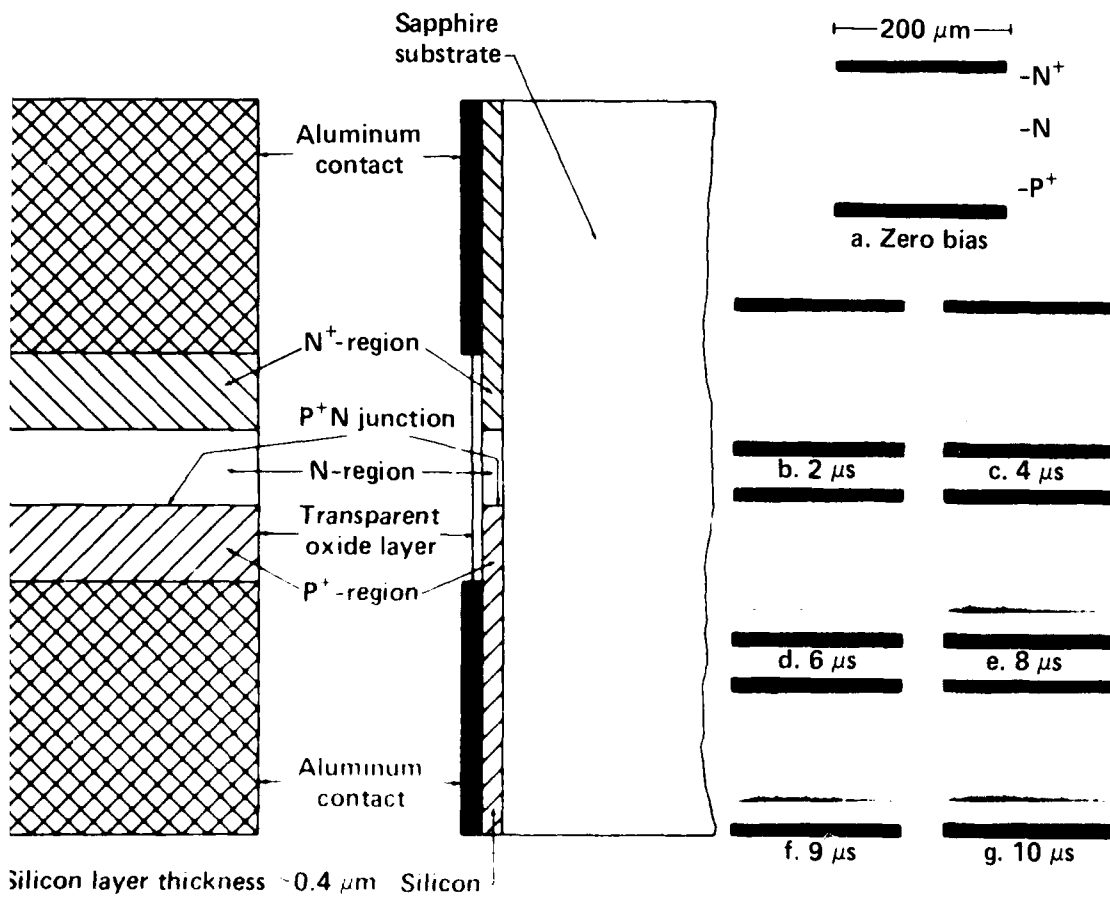 Sapphire
substrate
Aluminum
contact
N⁺-region
P⁺N junction
N-region
Transparent
oxide layer
P⁺-region
Aluminum
contact
Silicon layer thickness ~0.4 μm Silicon
200 μm
-N⁺
-N
-P⁺
a. Zero bias
b. 2 μs
c. 4 μs
d. 6 μs
e. 8 μs
f. 9 μs
g. 10 μs